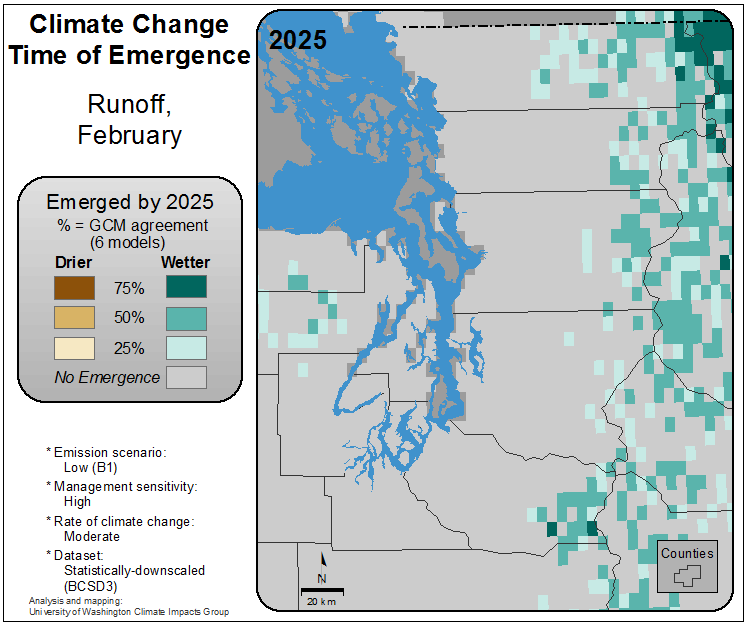 Climate Change
Time of Emergence
Runoff,
February
Emerged by 2025
% = GCM agreement
(6 models)
Drier Wetter
75%
50%
25%
No Emergence
* Emission scenario:
Low (B1)
* Management sensitivity:
High
* Rate of climate change:
Moderate
* Dataset:
Statistically-downscaled
(BCSD3)
Analysis and mapping:
University of Washington Climate Impacts Group
2025
N
20 km
Counties